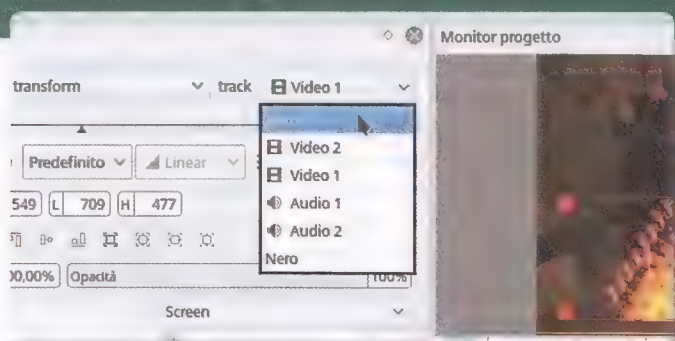 Monitor progetto
transform track Video 1
Predefinito Linear
Video 2
Video 1
549 L 709 H 477
Audio 1
Audio 2
Nero
00,00% Opacità 100%
Screen